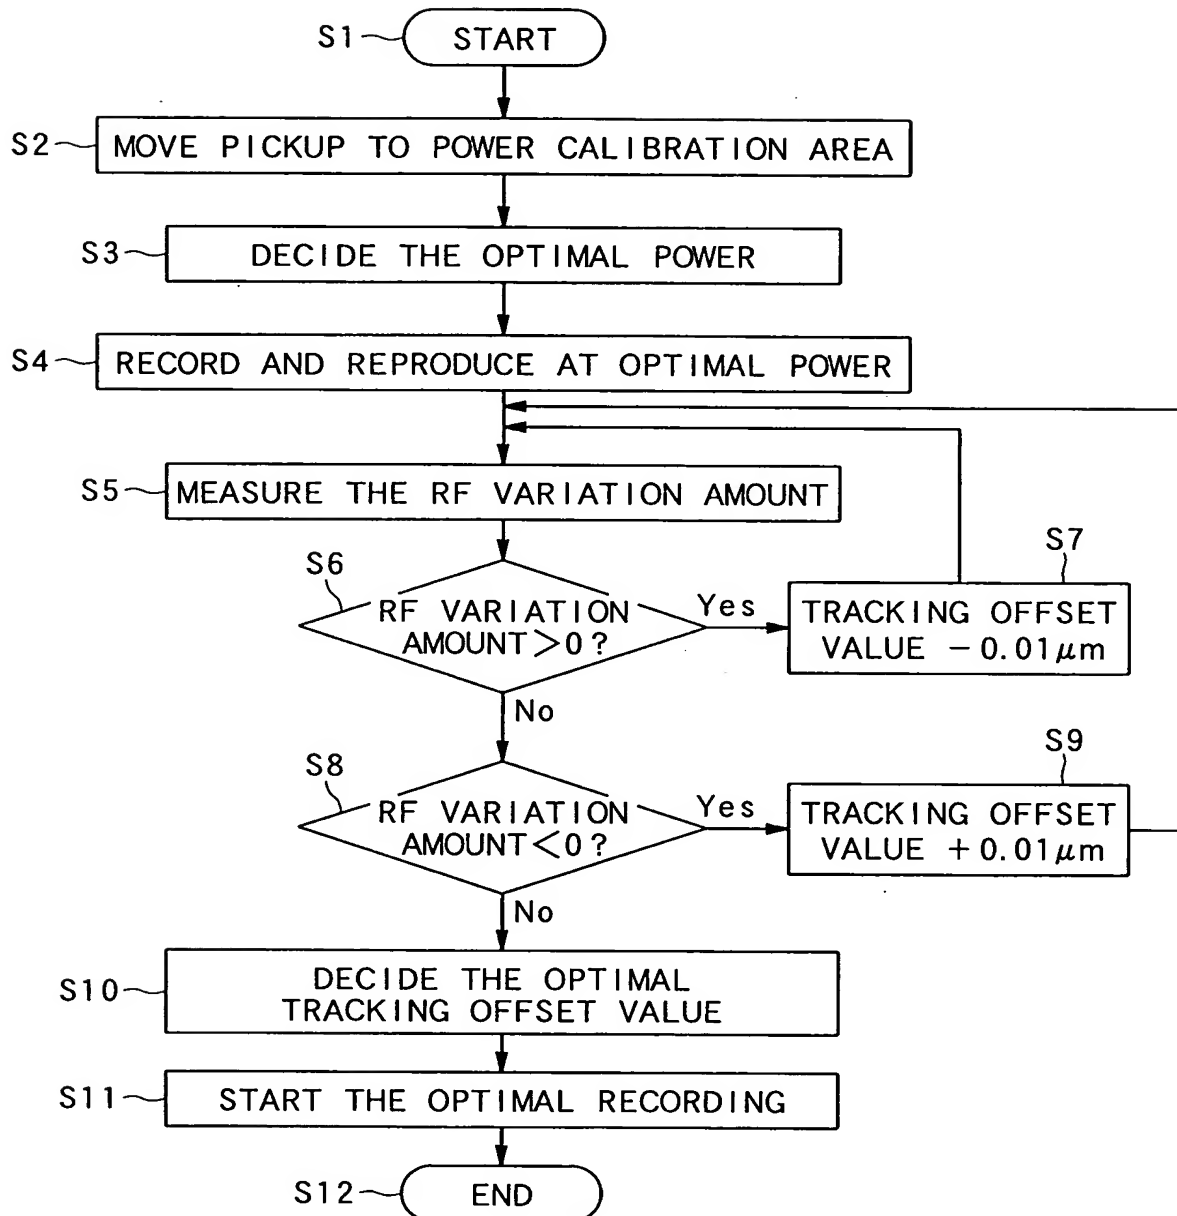 S1
START
S2
MOVE PICKUP TO POWER CALIBRATION AREA
S3
DECIDE THE OPTIMAL POWER
S4
RECORD AND REPRODUCE AT OPTIMAL POWER
S5
MEASURE THE RF VARIATION AMOUNT
S6
RF VARIATION
AMOUNT>0?
Yes
S7
TRACKING OFFSET
VALUE -0.01μm
No
S8
RF VARIATION
AMOUNT<0?
Yes
S9
TRACKING OFFSET
VALUE +0.01μm
No
S10
DECIDE THE OPTIMAL
TRACKING OFFSET VALUE
S11
START THE OPTIMAL RECORDING
S12
END